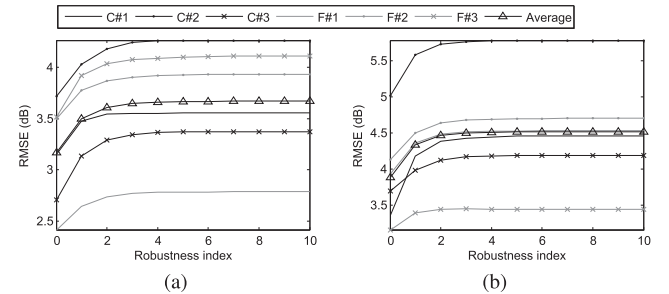 C#1 C#2 C#3 F#1 F#2 F#3 Average
4
3.5
3
2.5
RMSE (dB)
0 2 4 6 8 10
Robustness index
(a)
5.5
5
4.5
4
3.5
RMSE (dB)
0 2 4 6 8 10
Robustness index
(b)